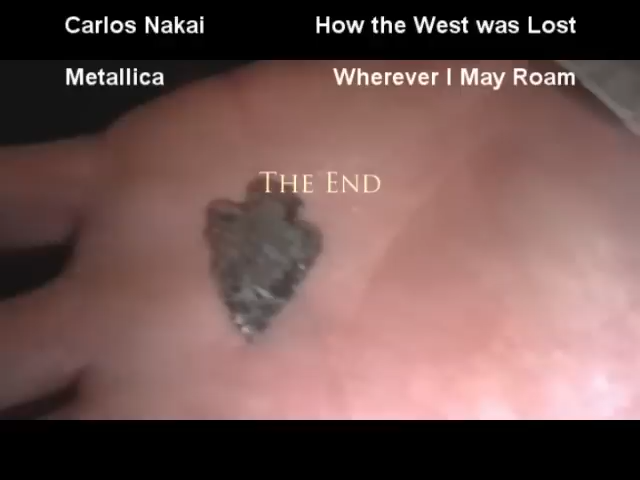 Carlos Nakai How the West was Lost
Metallica Wherever I May Roam
The End